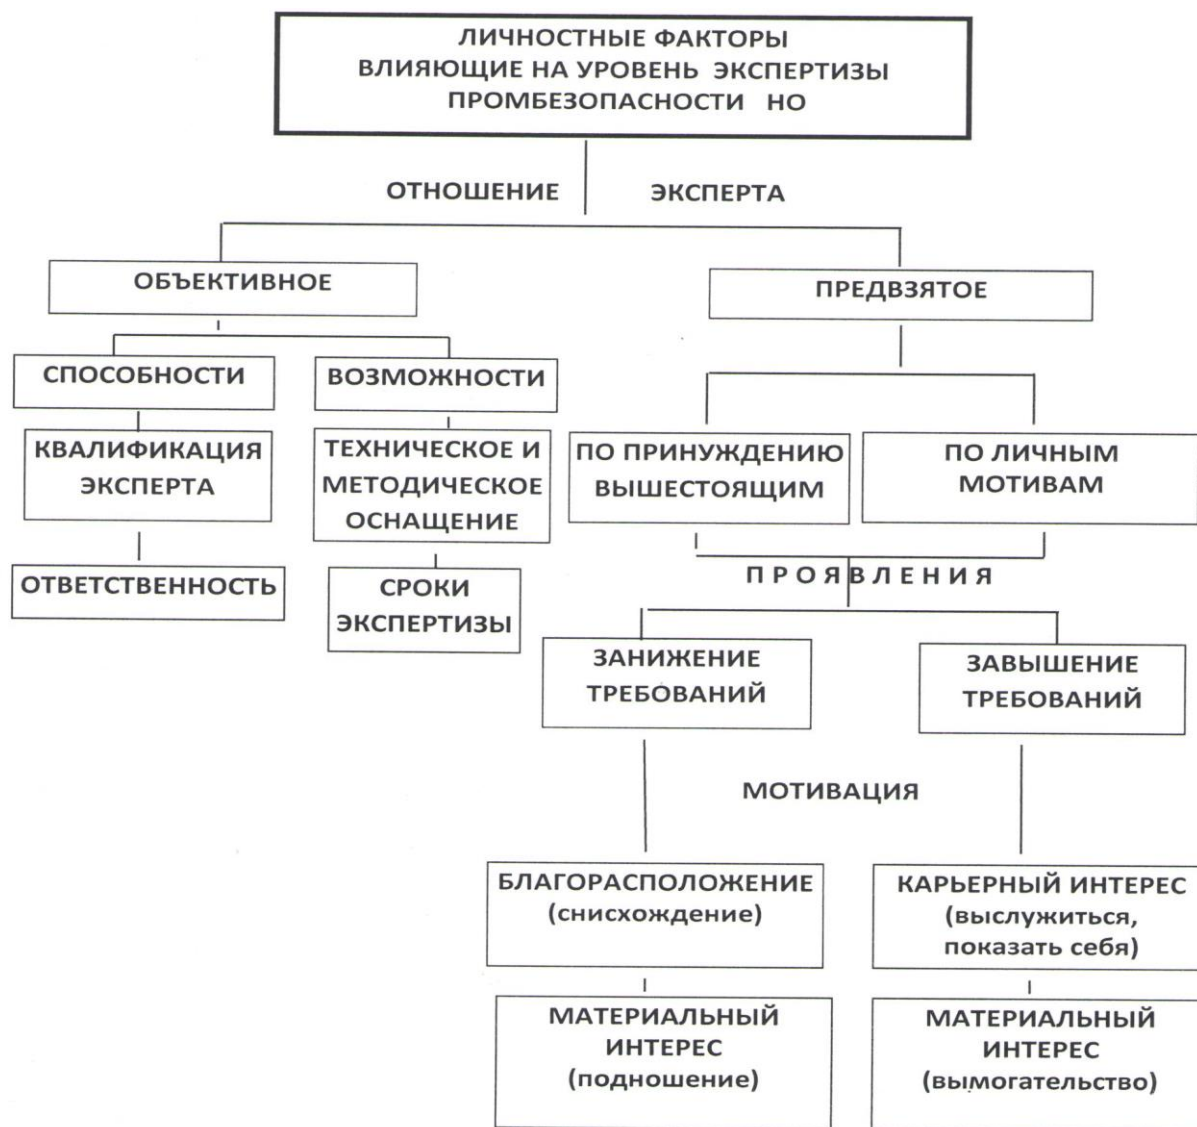 ЛИЧНОСТНЫЕ ФАКТОРЫ
ВЛИЯЮЩИЕ НА УРОВЕНЬ ЭКСПЕРТИЗЫ
ПРОМБЕЗОПАСНОСТИ НО
ОТНОШЕНИЕ ЭКСПЕРТА
ОБЪЕКТИВНОЕ
ПРЕДВЗЯТОЕ
СПОСОБНОСТИ
ВОЗМОЖНОСТИ
КВАЛИФИКАЦИЯ
ЭКСПЕРТА
ТЕХНИЧЕСКОЕ И
МЕТОДИЧЕСКОЕ
ОСНАЩЕНИЕ
ПО ПРИНУЖДЕНИЮ
ВЫШЕСТОЯЩИМ
ПО ЛИЧНЫМ
МОТИВАМ
ОТВЕТСТВЕННОСТЬ
СРОКИ
ЭКСПЕРТИЗЫ
ПРОЯВЛЕНИЯ
ЗАНИЖЕНИЕ
ТРЕБОВАНИЙ
ЗАВЫШЕНИЕ
ТРЕБОВАНИЙ
МОТИВАЦИЯ
БЛАГОРАСПОЛОЖЕНИЕ
(снисхождение)
КАРЬЕРНЫЙ ИНТЕРЕС
(выслужиться,
показать себя)
МАТЕРИАЛЬНЫЙ
ИНТЕРЕС
(подношение)
МАТЕРИАЛЬНЫЙ
ИНТЕРЕС
(вымогательство)